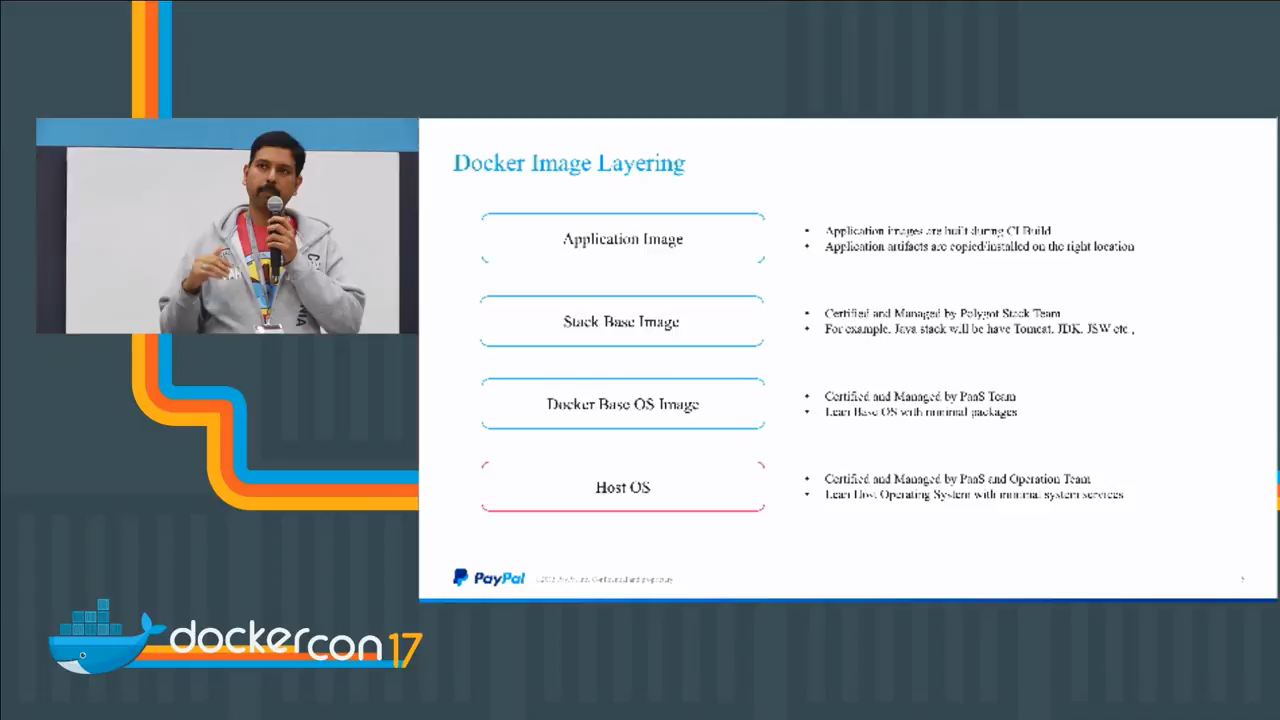 Docker Image Layering
Application Image
• Application images are built during CI Build
• Application artifacts are copied/installed on the right location
Stack Base Image
• Certified and Managed by Polygot Stack Team
• For example, Java stack will be have Tomcat, JDK, JSW etc.,
Docker Base OS Image
• Certified and Managed by PaaS Team
• Lean Base OS with minimal packages
Host OS
• Certified and Managed by PaaS and Operation Team
• Lean Host Operating System with minimal system services
PayPal
Confidential and proprietary
dockercon 17